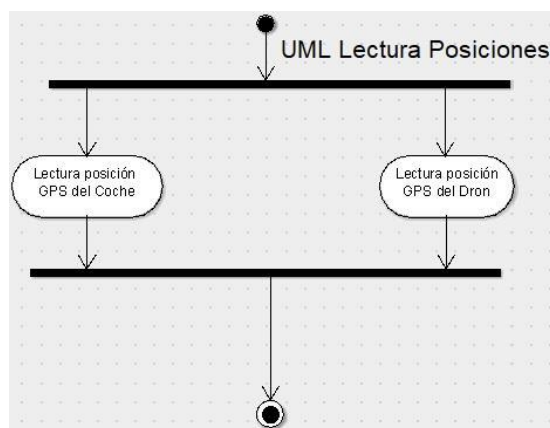 UML Lectura Posiciones
Lectura posición
GPS del Coche
Lectura posición
GPS del Dron